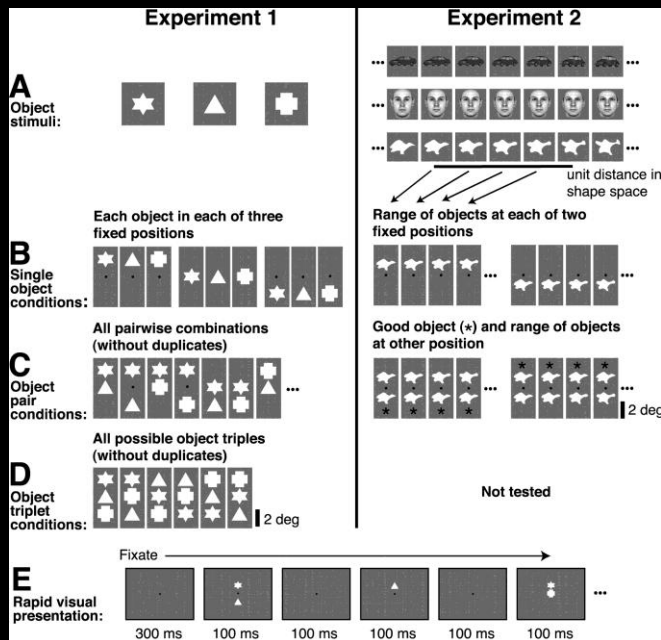 Experiment 1
Experiment 2
A
Object
stimuli:
•••
•••
•••
•••
•••
•••
unit distance in
shape space
Each object in each of three
fixed positions
Range of objects at each of two
fixed positions
B
Single
object
conditions:
•••
•••
All pairwise combinations
(without duplicates)
Good object (*) and range of objects
at other position
C
Object
pair
conditions:
•••
* * * *
•••
* * * *
•••
2 deg
All possible object triples
(without duplicates)
D
Object
triplet
conditions:
2 deg
Not tested
Fixate
E
Rapid visual
presentation:
•••
300 ms 100 ms 100 ms 100 ms 100 ms 100 ms